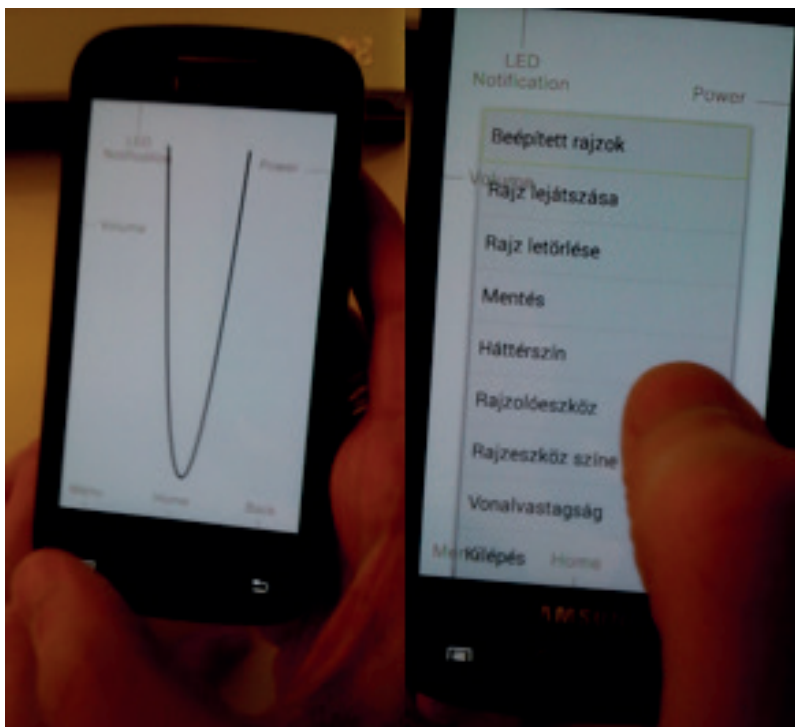 LED
Notification
Power
Volume
Menu
Home
Back
LED
Notification
Power
Beépített rajzok
Volume
Rajz lejátszása
Rajz letörlése
Mentés
Háttérszín
Rajzolóeszköz
Rajzeszköz színe
Vonalvastagság
Kilépés
Home